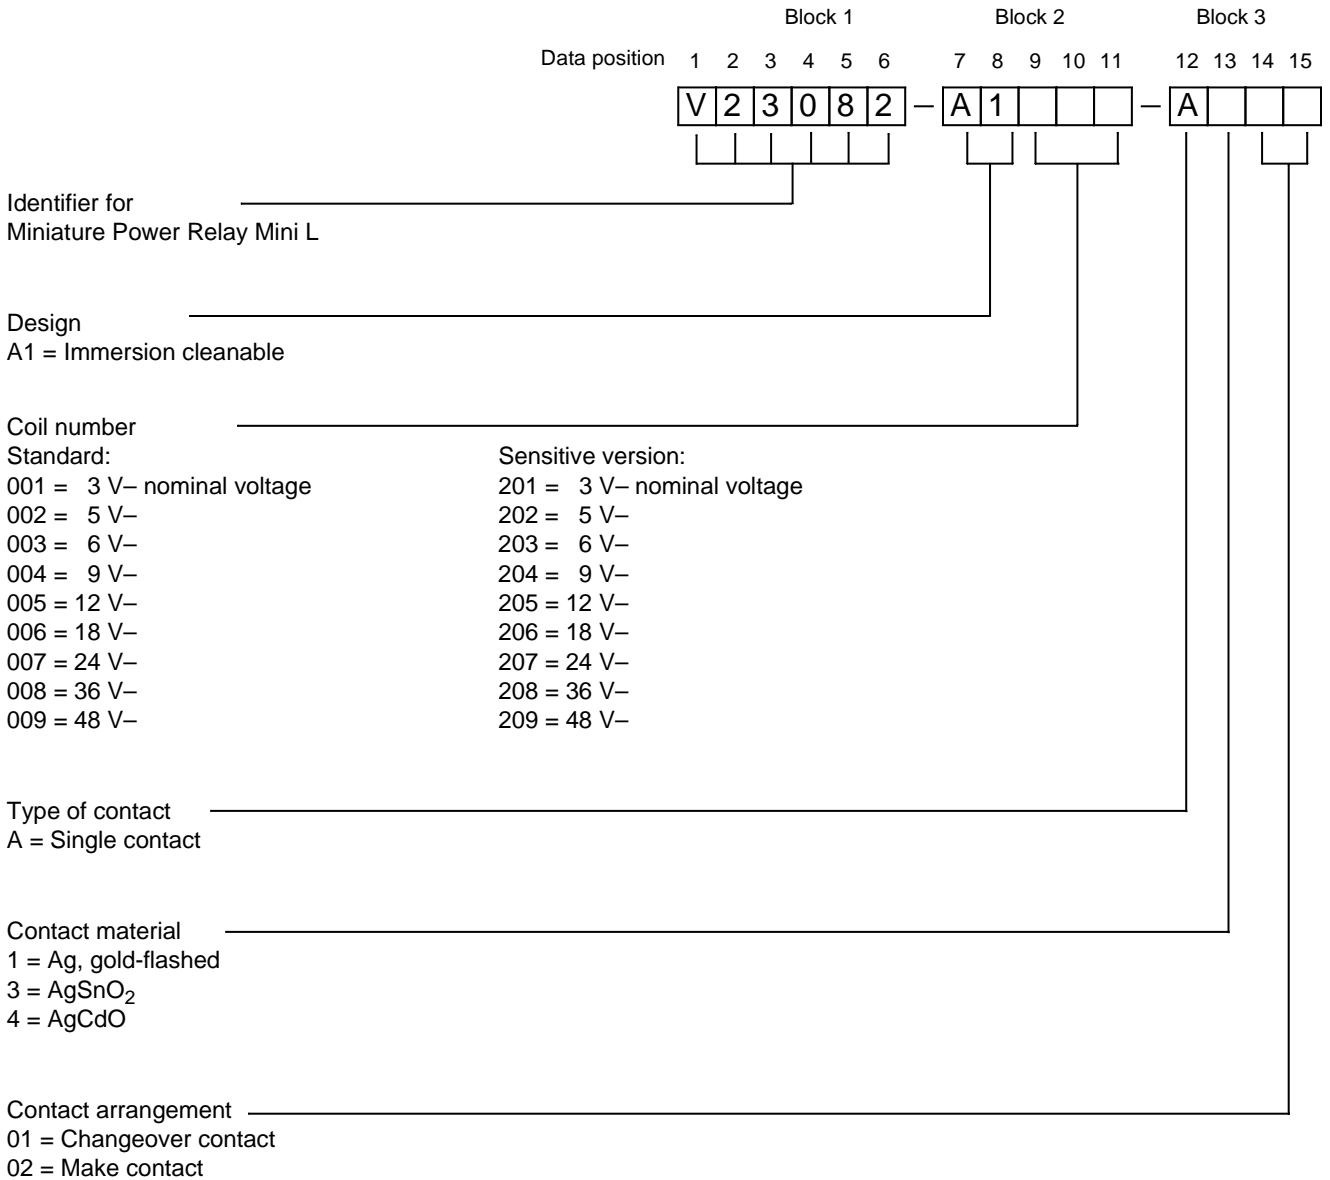 Block 1 Block 2 Block 3
Data position 1 2 3 4 5 6 7 8 9 10 11 12 13 14 15
V 2 3 0 8 2 – A 1 – A
Identifier for
Miniature Power Relay Mini L
Design
A1 = Immersion cleanable
Coil number
Standard: Sensitive version:
001 = 3 V– nominal voltage 201 = 3 V– nominal voltage
002 = 5 V– 202 = 5 V–
003 = 6 V– 203 = 6 V–
004 = 9 V– 204 = 9 V–
005 = 12 V– 205 = 12 V–
006 = 18 V– 206 = 18 V–
007 = 24 V– 207 = 24 V–
008 = 36 V– 208 = 36 V–
009 = 48 V– 209 = 48 V–
Type of contact
A = Single contact
Contact material
1 = Ag, gold-flashed
3 = AgSnO₂
4 = AgCdO
Contact arrangement
01 = Changeover contact
02 = Make contact